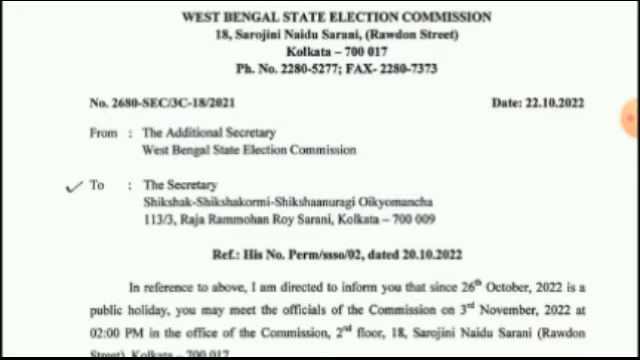 WEST BENGAL STATE ELECTION COMMISSION
18, Sarojini Naidu Sarani, (Rawdon Street)
Kolkata – 700 017
Ph. No. 2280-5277; FAX- 2280-7373
No. 2680-SEC/3C-18/2021 Date: 22.10.2022
From : The Additional Secretary
West Bengal State Election Commission
To : The Secretary
Shikshak-Shikshakormi-Shikshaanuragi Oikyomancha
113/3, Raja Rammohan Roy Sarani, Kolkata – 700 009
Ref.: His No. Perm/ssso/02, dated 20.10.2022
In reference to above, I am directed to inform you that since 26th October, 2022 is a
public holiday, you may meet the officials of the Commission on 3rd November, 2022 at
02:00 PM in the office of the Commission, 2nd floor, 18, Sarojini Naidu Sarani (Rawdon
Street), Kolkata – 700 017